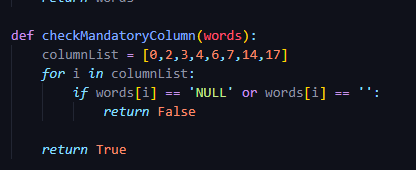 return words
def checkMandatoryColumn(words):
    columnList = [0,2,3,4,6,7,14,17]
    for i in columnList:
        if words[i] == 'NULL' or words[i] == '':
            return False
    return True